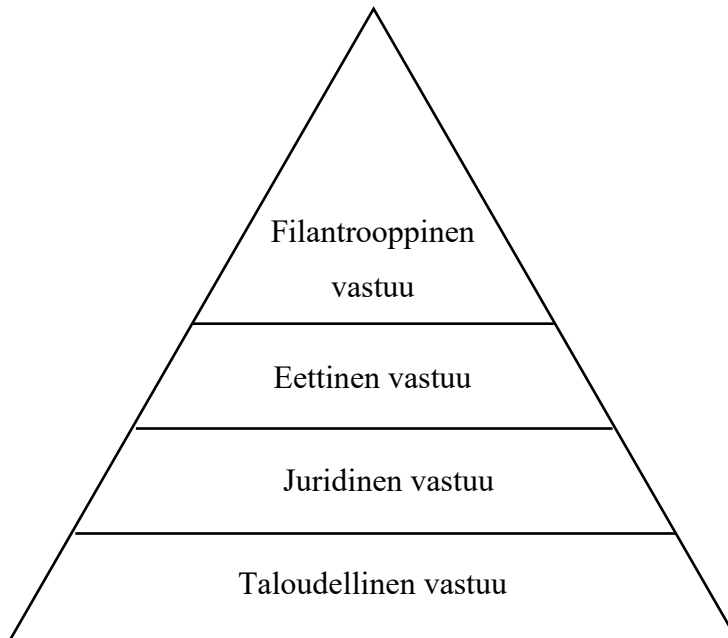 Filantrooppinen
vastuu
Eettinen vastuu
Juridinen vastuu
Taloudellinen vastuu